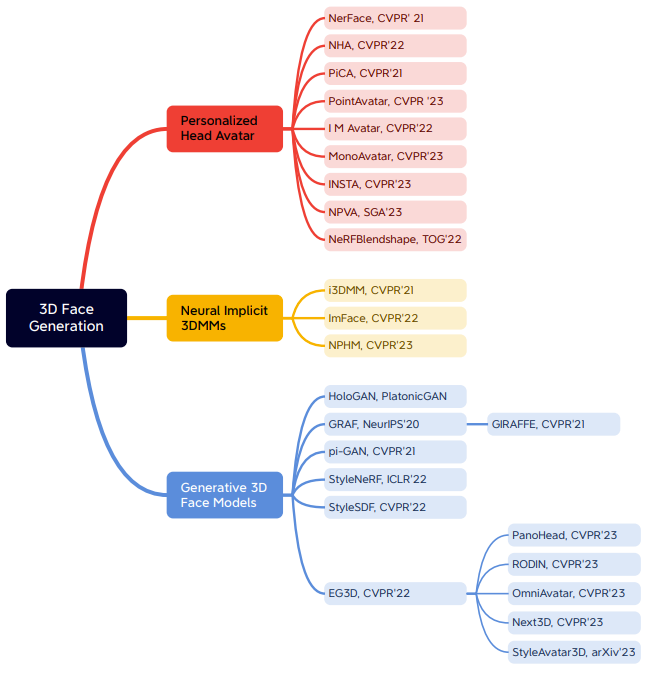 3D Face
Generation
Personalized
Head Avatar
NerFace, CVPR' 21
NHA, CVPR'22
PiCA, CVPR'21
PointAvatar, CVPR '23
I M Avatar, CVPR'22
MonoAvatar, CVPR'23
INSTA, CVPR'23
NPVA, SGA'23
NeRFBlendshape, TOG'22
Neural Implicit
3DMMs
i3DMM, CVPR'21
ImFace, CVPR'22
NPHM, CVPR'23
Generative 3D
Face Models
HoloGAN, PlatonicGAN
GRAF, NeurIPS'20
GIRAFFE, CVPR'21
pi-GAN, CVPR'21
StyleNeRF, ICLR'22
StyleSDF, CVPR'22
EG3D, CVPR'22
PanoHead, CVPR'23
RODIN, CVPR'23
OmniAvatar, CVPR'23
Next3D, CVPR'23
StyleAvatar3D, arXiv'23